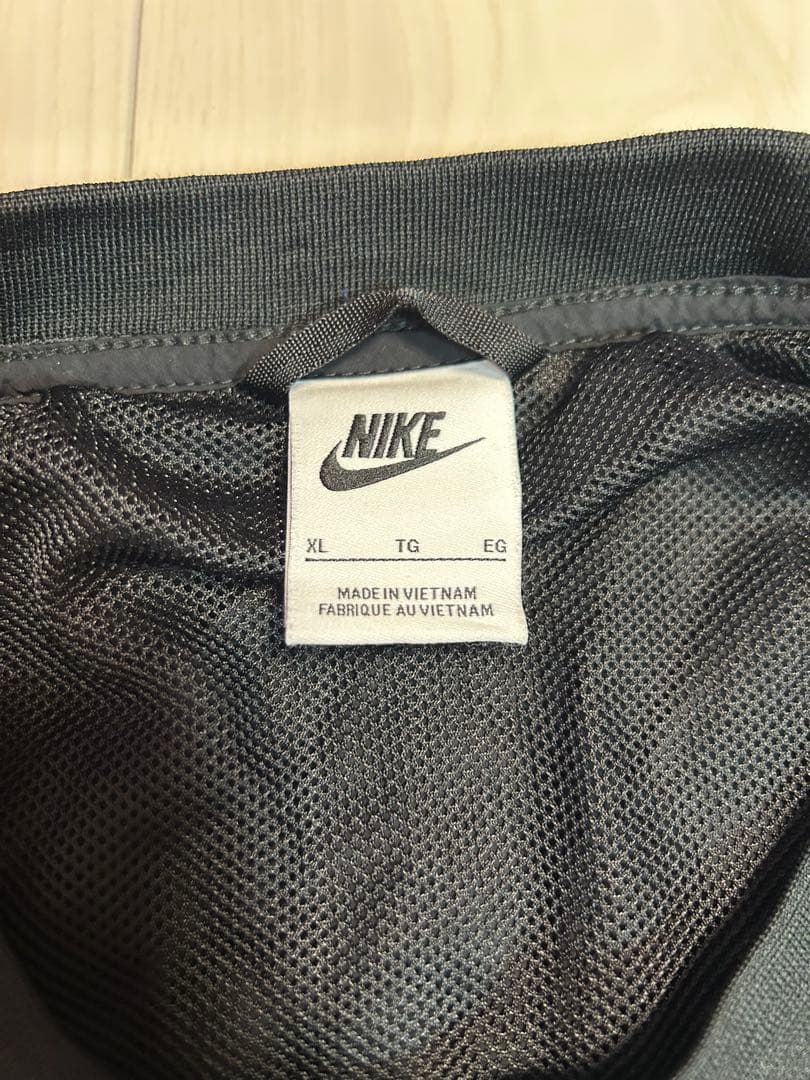 NIKE
XL TG EG
MADE IN VIETNAM
FABRIQUE AU VIETNAM